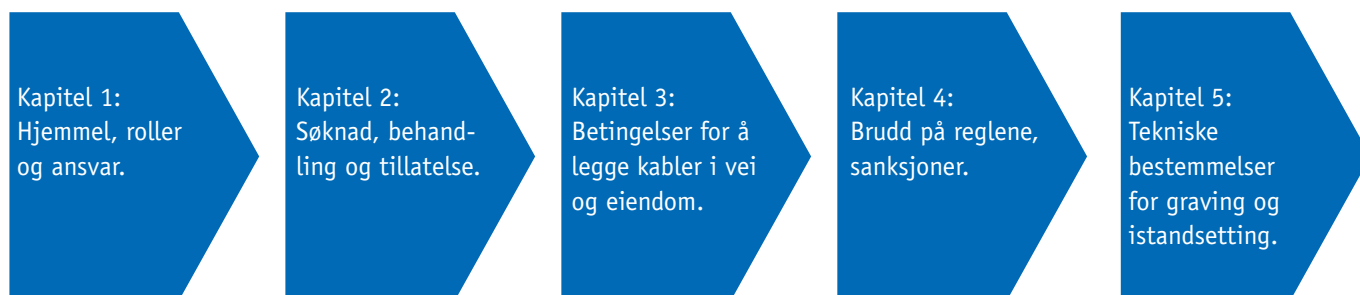 Kapitel 1:
Hjemmel, roller
og ansvar.
Kapitel 2:
Søknad, behand-
ling og tillatelse.
Kapitel 3:
Betingelser for å
legge kabler i vei
og eiendom.
Kapitel 4:
Brudd på reglene,
sanksjoner.
Kapitel 5:
Tekniske
bestemmelser
for graving og
istandsetting.